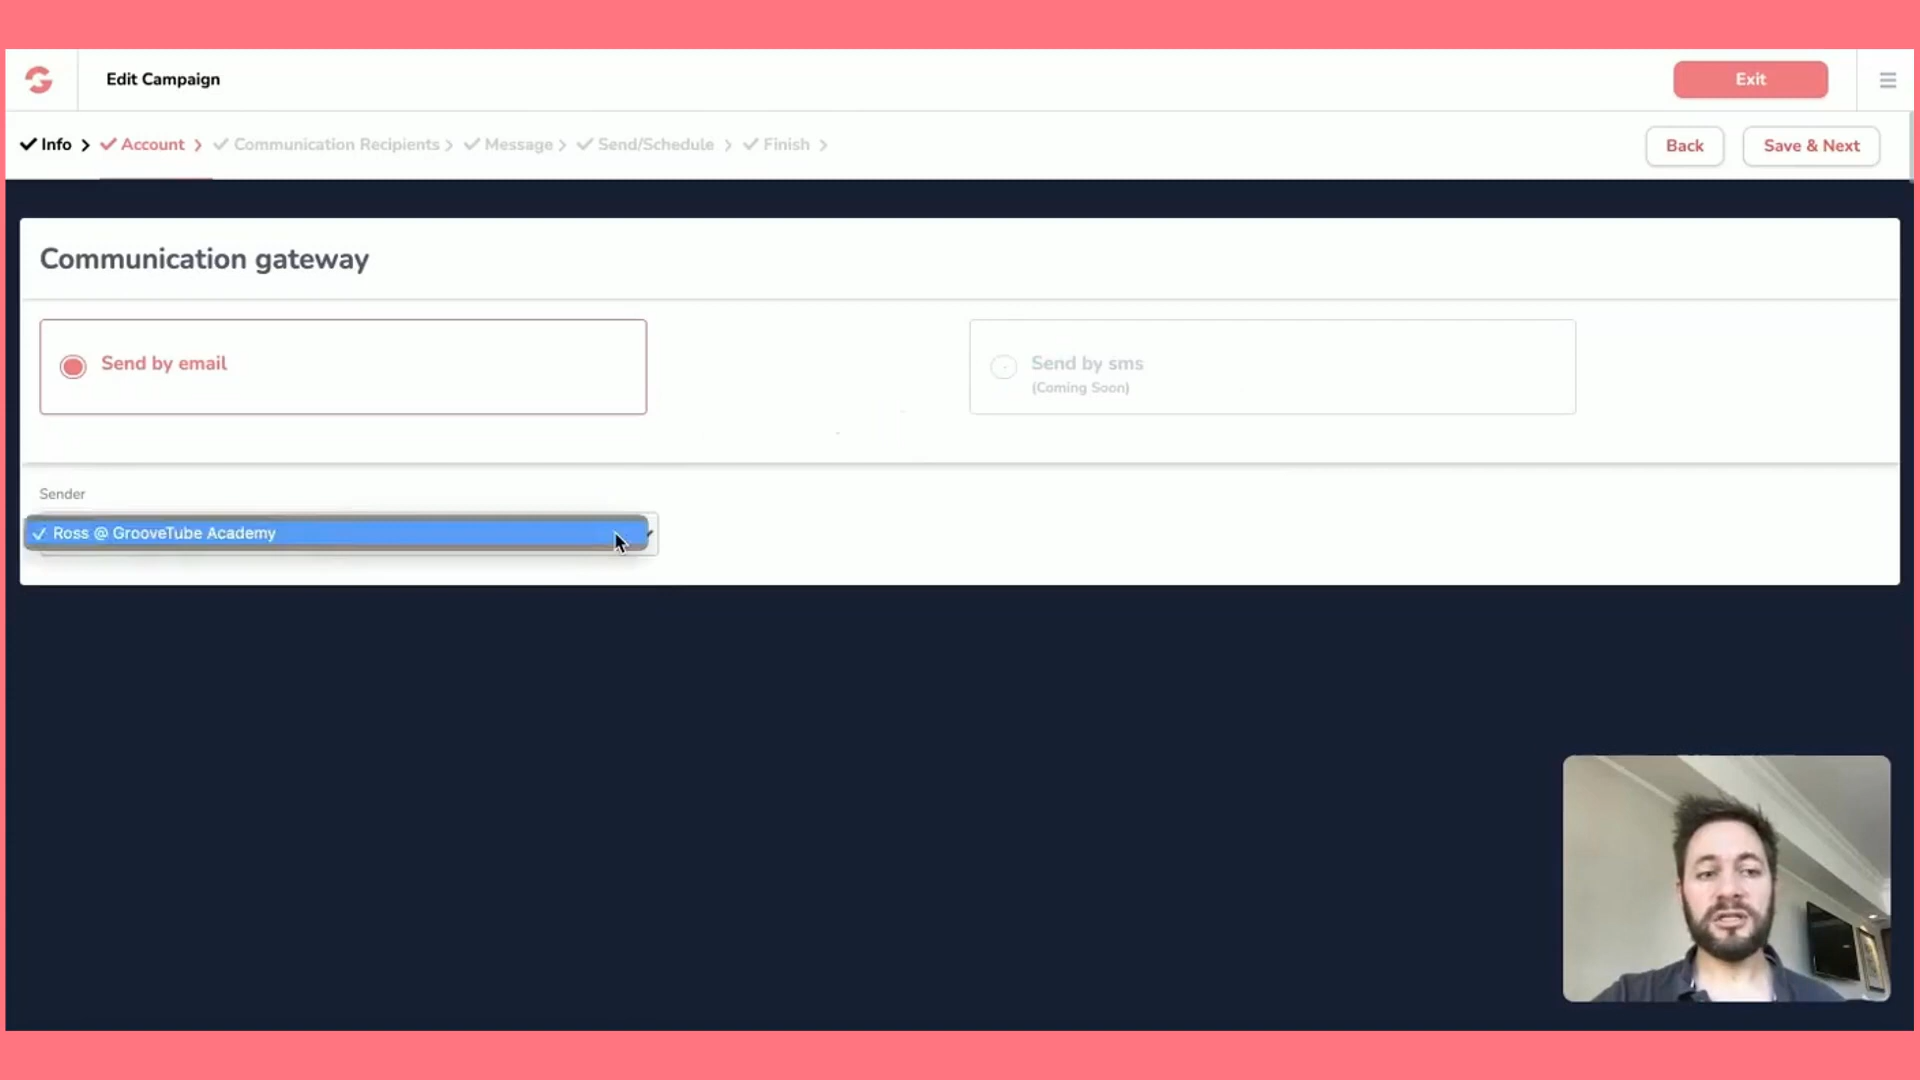 Edit Campaign
Exit
Info
Account
Communication Recipients
Message
Send/Schedule
Finish
Back
Save & Next
Communication gateway
Send by email
Send by sms
(Coming Soon)
Sender
Ross @ GrooveTube Academy